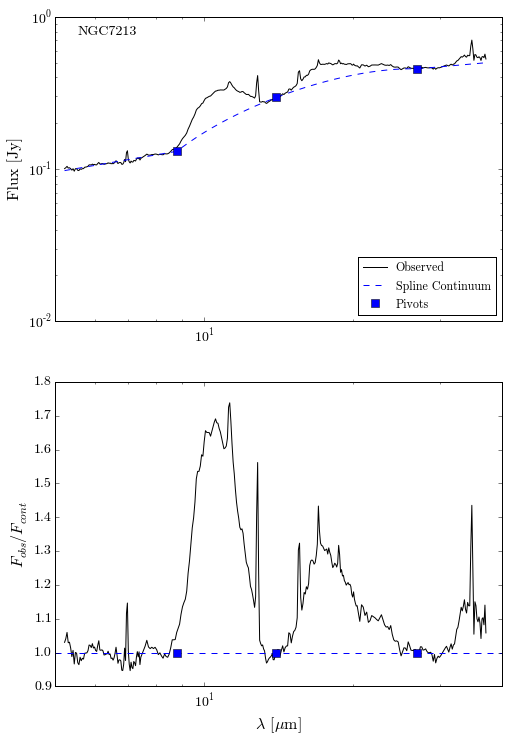 NGC7213
10^0
10^-1
10^-2
Flux [Jy]
Observed
Spline Continuum
Pivots
10^1
1.8
1.7
1.6
1.5
1.4
1.3
1.2
1.1
1.0
0.9
F_obs/F_cont
10^1
λ [μm]